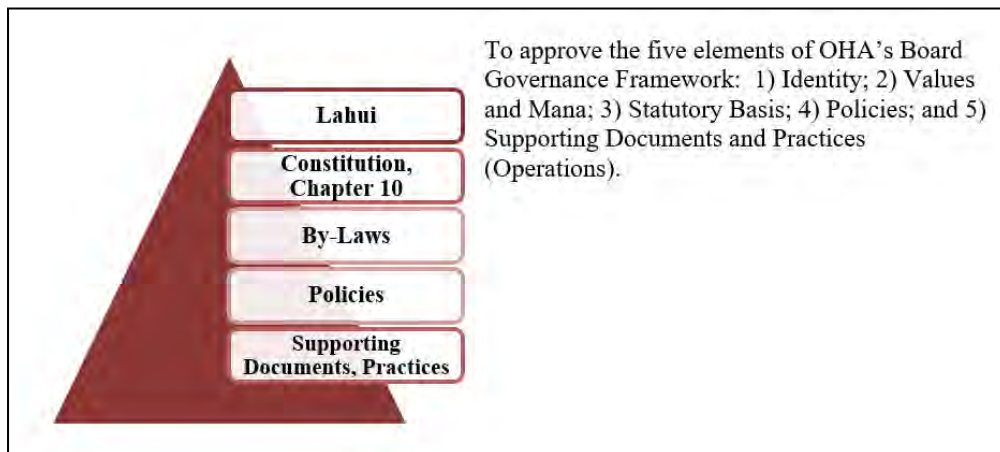 Lahui
Constitution,
Chapter 10
By-Laws
Policies
Supporting
Documents, Practices
To approve the five elements of OHA’s Board
Governance Framework:  1) Identity; 2) Values
and Mana; 3) Statutory Basis; 4) Policies; and 5)
Supporting Documents and Practices
(Operations).